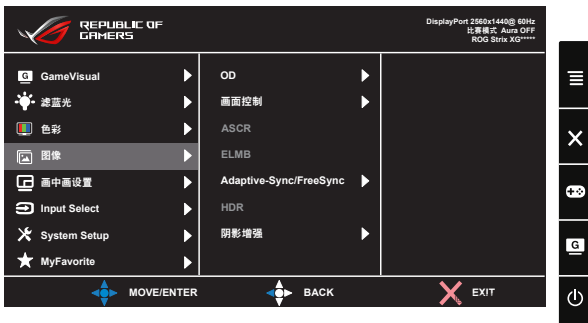 REPUBLIC OF
GAMERS
DisplayPort 2560x1440@ 60Hz
比赛模式 Aura OFF
ROG Strix XG*****
G GameVisual
滤蓝光
色彩
图像
画中画设置
Input Select
System Setup
MyFavorite
OD
画面控制
ASCR
ELMB
Adaptive-Sync/FreeSync
HDR
阴影增强
MOVE/ENTER
BACK
EXIT
G